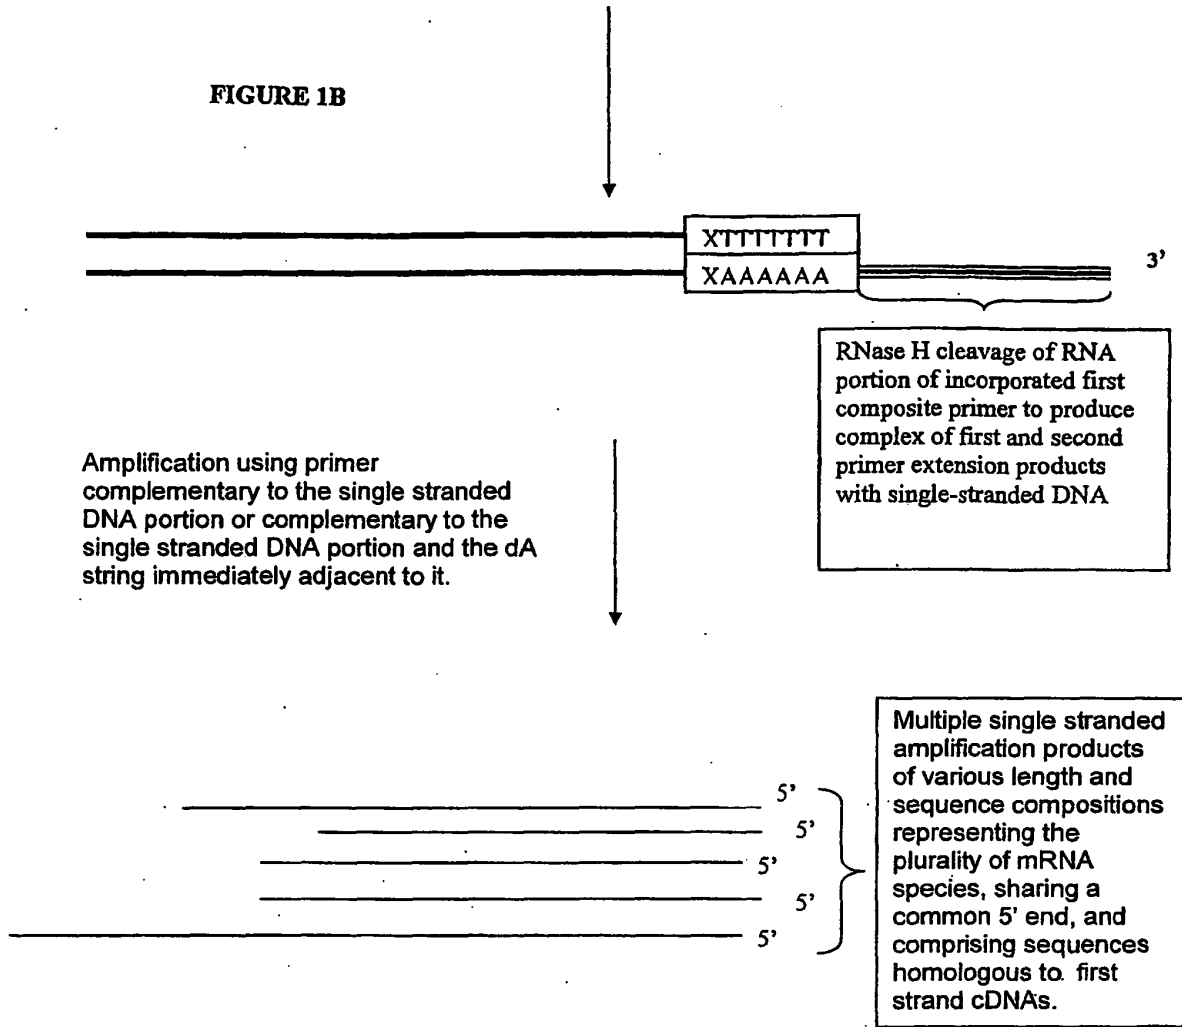 FIGURE 1B
XTTTTTTT
XAAAAAA
3'
RNase H cleavage of RNA
portion of incorporated first
composite primer to produce
complex of first and second
primer extension products
with single-stranded DNA
Amplification using primer
complementary to the single stranded
DNA portion or complementary to the
single stranded DNA portion and the dA
string immediately adjacent to it.
5'
5'
5'
5'
5'
Multiple single stranded
amplification products
of various length and
sequence compositions
representing the
plurality of mRNA
species, sharing a
common 5' end, and
comprising sequences
homologous to first
strand cDNAs.